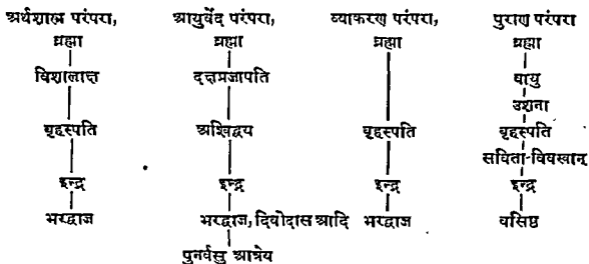 अर्थशास्त्र परंपरा, आयुर्वेद परंपरा, व्याकरण परंपरा, पुराण परंपरा
ब्रह्मा ब्रह्मा ब्रह्मा ब्रह्मा
विशालाक्ष दक्षप्रजापति वायु
उशना
बृहस्पति अश्विद्वय बृहस्पति बृहस्पति
सविता-विवस्वान्
इन्द्र इन्द्र इन्द्र इन्द्र
भरद्वाज भरद्वाज, दिवोदास आदि भरद्वाज वसिष्ठ
पुनर्वसु आत्रेय